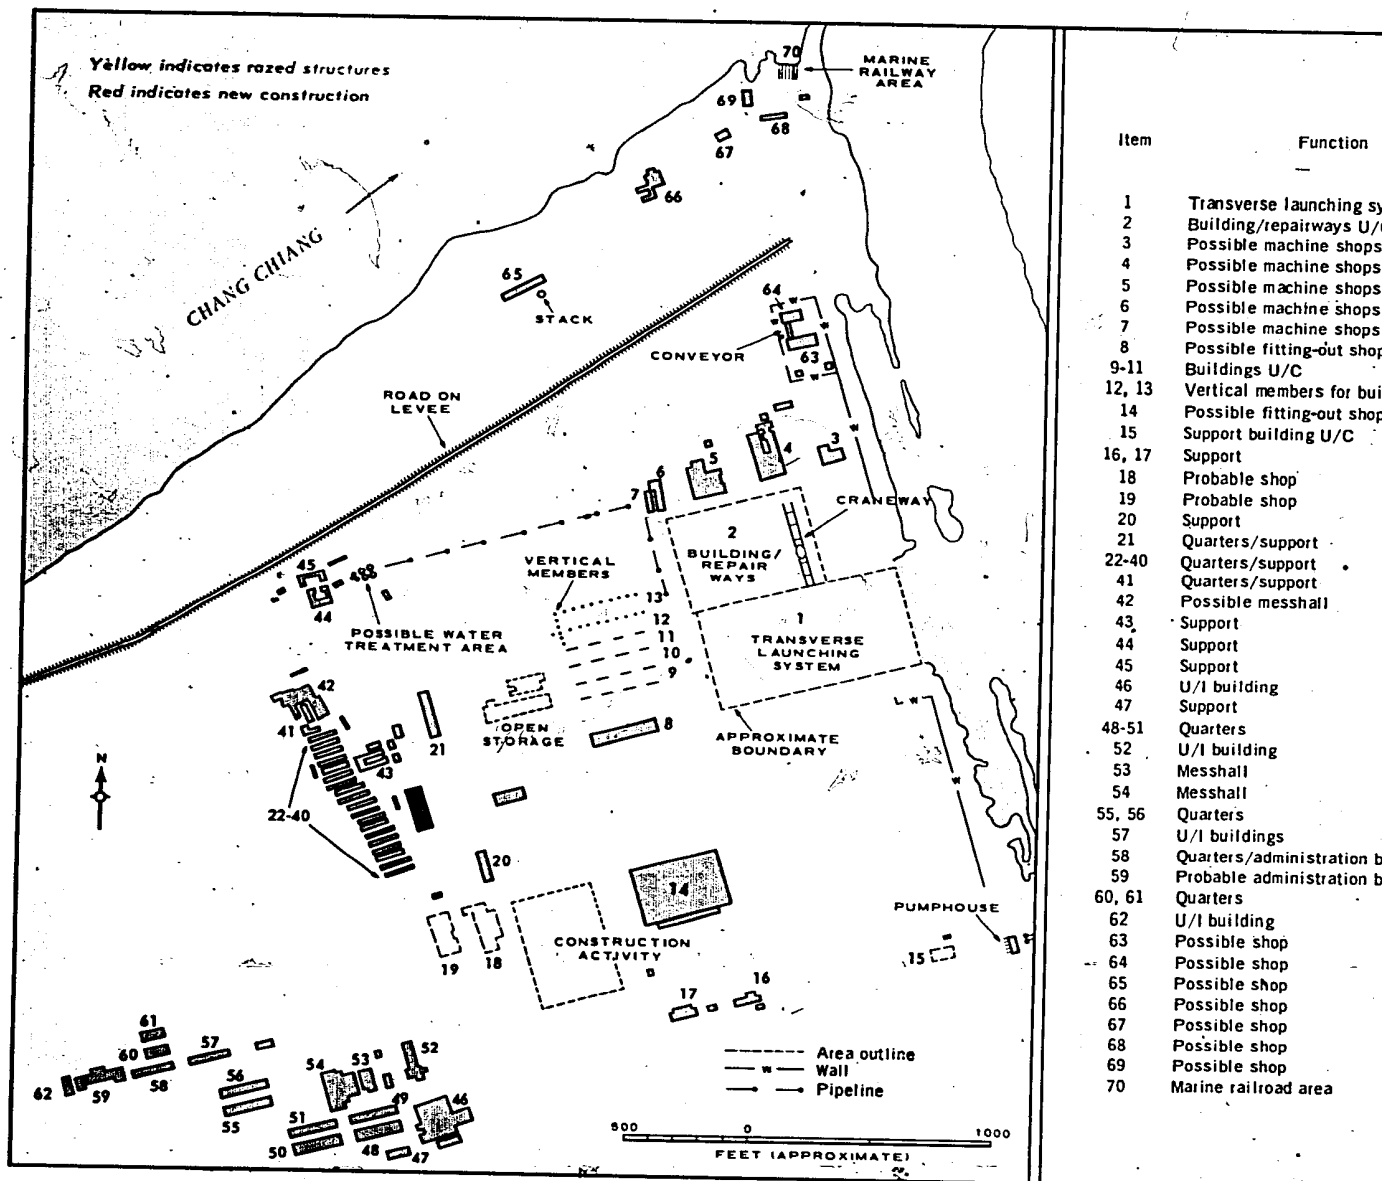 Yellow indicates razed structures
Red indicates new construction
70
MARINE
RAILWAY
AREA
69
68
67
66
CHANG CHIANG
65
STACK
64
CONVEYOR
63
ROAD ON
LEVEE
3
4
5
6
7
CRANEWAY
2
BUILDING/
REPAIR
WAYS
VERTICAL
MEMBERS
45
44
POSSIBLE WATER
TREATMENT AREA
13
12
11
10
9
1
TRANSVERSE
LAUNCHING
SYSTEM
42
41
21
OPEN
STORAGE
8
APPROXIMATE
BOUNDARY
L w
N
43
22-40
20
14
PUMPHOUSE
CONSTRUCTION
ACTIVITY
19
18
15
17
16
61
60
57
62
59
58
56
55
54
53
52
51
50
49
48
47
46
Area outline
w Wall
Pipeline
500 0 1000
FEET (APPROXIMATE)
Item Function
1 Transverse launching sy
2 Building/repairways U/
3 Possible machine shops
4 Possible machine shops
5 Possible machine shops
6 Possible machine shops
7 Possible machine shops
8 Possible fitting-out shop
9-11 Buildings U/C
12, 13 Vertical members for bui
14 Possible fitting-out shop
15 Support building U/C
16, 17 Support
18 Probable shop
19 Probable shop
20 Support
21 Quarters/support
22-40 Quarters/support
41 Quarters/support
42 Possible messhall
43 Support
44 Support
45 Support
46 U/I building
47 Support
48-51 Quarters
52 U/I building
53 Messhall
54 Messhall
55, 56 Quarters
57 U/I buildings
58 Quarters/administration b
59 Probable administration b
60, 61 Quarters
62 U/I building
63 Possible shop
64 Possible shop
65 Possible shop
66 Possible shop
67 Possible shop
68 Possible shop
69 Possible shop
70 Marine railroad area